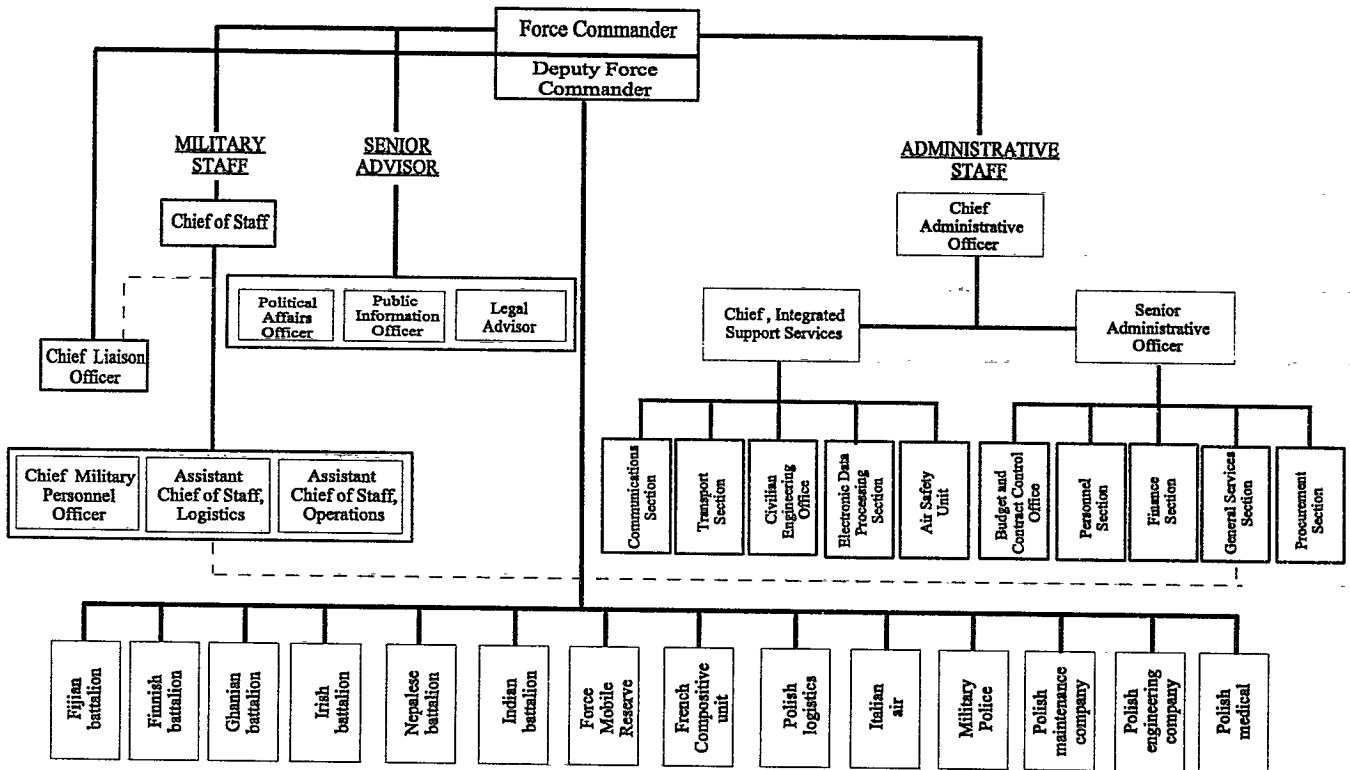 Force Commander
Deputy Force
Commander
MILITARY
STAFF
SENIOR
ADVISOR
ADMINISTRATIVE
STAFF
Chief of Staff
Chief
Administrative
Officer
Political
Affairs
Officer
Public
Information
Officer
Legal
Advisor
Chief , Integrated
Support Services
Senior
Administrative
Officer
Chief Liaison
Officer
Chief Military
Personnel
Officer
Assistant
Chief of Staff,
Logistics
Assistant
Chief of Staff,
Operations
Communications
Section
Transport
Section
Civilian
Engineering
Office
Electronic Data
Processing
Section
Air Safety
Unit
Budget and
Contract Control
Office
Personnel
Section
Finance
Section
General Services
Section
Procurement
Section
Fijian
battalion
Finnish
battalion
Ghanian
battalion
Irish
battalion
Nepalese
battalion
Indian
battalion
Force
Mobile
Reserve
French
Compositive
unit
Polish
logistics
Italian
air
Military
Police
Polish
maintenance
company
Polish
engineering
company
Polish
medical